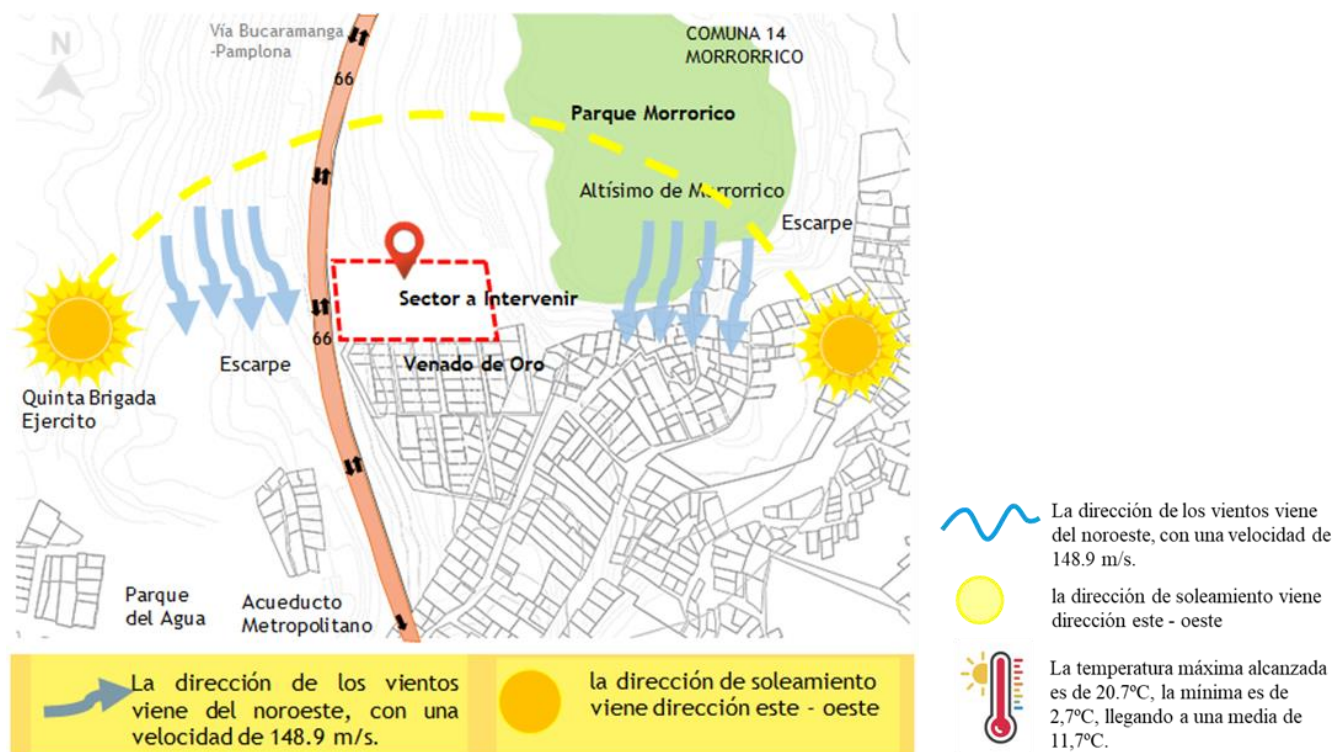 N
Vía Bucaramanga
-Pamplona
66
COMUNA 14
MORRORRICO
Parque Morrorico
Altísimo de Morrorrico
Escarpe
Sector a Intervenir
66
Escarpe
Venado de Oro
Quinta Brigada
Ejercito
Parque
del Agua
Acueducto
Metropolitano
La dirección de los vientos
viene del noroeste, con una
velocidad de 148.9 m/s.
la dirección de soleamiento
viene dirección este - oeste
La dirección de los vientos viene
del noroeste, con una velocidad de
148.9 m/s.
la dirección de soleamiento viene
dirección este - oeste
La temperatura máxima alcanzada
es de 20.7ºC, la mínima es de
2,7ºC, llegando a una media de
11,7ºC.